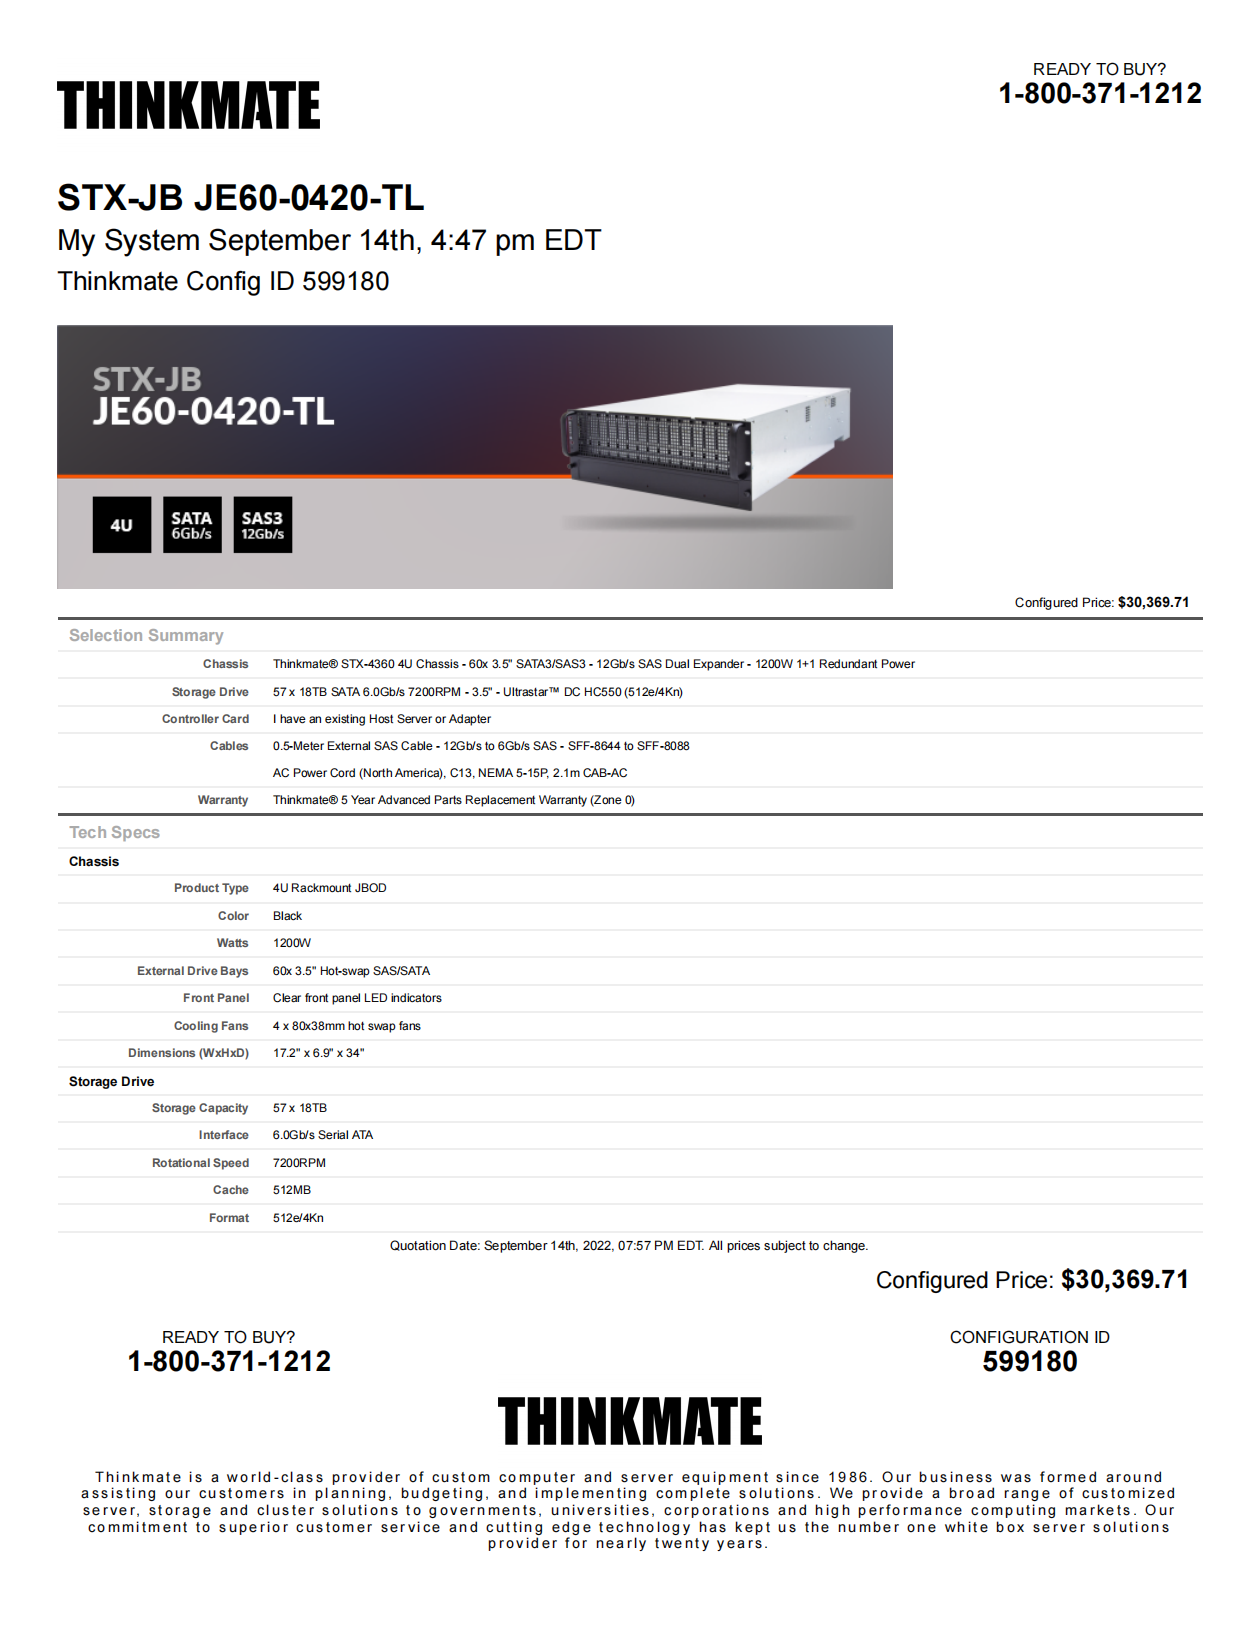 THINKMATE
READY TO BUY?
1-800-371-1212
STX-JB JE60-0420-TL
My System September 14th, 4:47 pm EDT
Thinkmate Config ID 599180
STX-JB
JE60-0420-TL
4U
SATA
6Gb/s
SAS3
12Gb/s
Configured Price: $30,369.71
Selection Summary
Chassis Thinkmate® STX-4360 4U Chassis - 60x 3.5" SATA3/SAS3 - 12Gb/s SAS Dual Expander - 1200W 1+1 Redundant Power
Storage Drive 57 x 18TB SATA 6.0Gb/s 7200RPM - 3.5" - Ultrastar™ DC HC550 (512e/4Kn)
Controller Card I have an existing Host Server or Adapter
Cables 0.5-Meter External SAS Cable - 12Gb/s to 6Gb/s SAS - SFF-8644 to SFF-8088
AC Power Cord (North America), C13, NEMA 5-15P, 2.1m CAB-AC
Warranty Thinkmate® 5 Year Advanced Parts Replacement Warranty (Zone 0)
Tech Specs
Chassis
Product Type 4U Rackmount JBOD
Color Black
Watts 1200W
External Drive Bays 60x 3.5" Hot-swap SAS/SATA
Front Panel Clear front panel LED indicators
Cooling Fans 4 x 80x38mm hot swap fans
Dimensions (WxHxD) 17.2" x 6.9" x 34"
Storage Drive
Storage Capacity 57 x 18TB
Interface 6.0Gb/s Serial ATA
Rotational Speed 7200RPM
Cache 512MB
Format 512e/4Kn
Quotation Date: September 14th, 2022, 07:57 PM EDT. All prices subject to change.
Configured Price: $30,369.71
READY TO BUY?
1-800-371-1212
CONFIGURATION ID
599180
THINKMATE
Thinkmate is a world-class provider of custom computer and server equipment since 1986. Our business was formed around
assisting our customers in planning, budgeting, and implementing complete solutions. We provide a broad range of customized
server, storage and cluster solutions to governments, universities, corporations and high performance computing markets. Our
commitment to superior customer service and cutting edge technology has kept us the number one white box server solutions
provider for nearly twenty years.